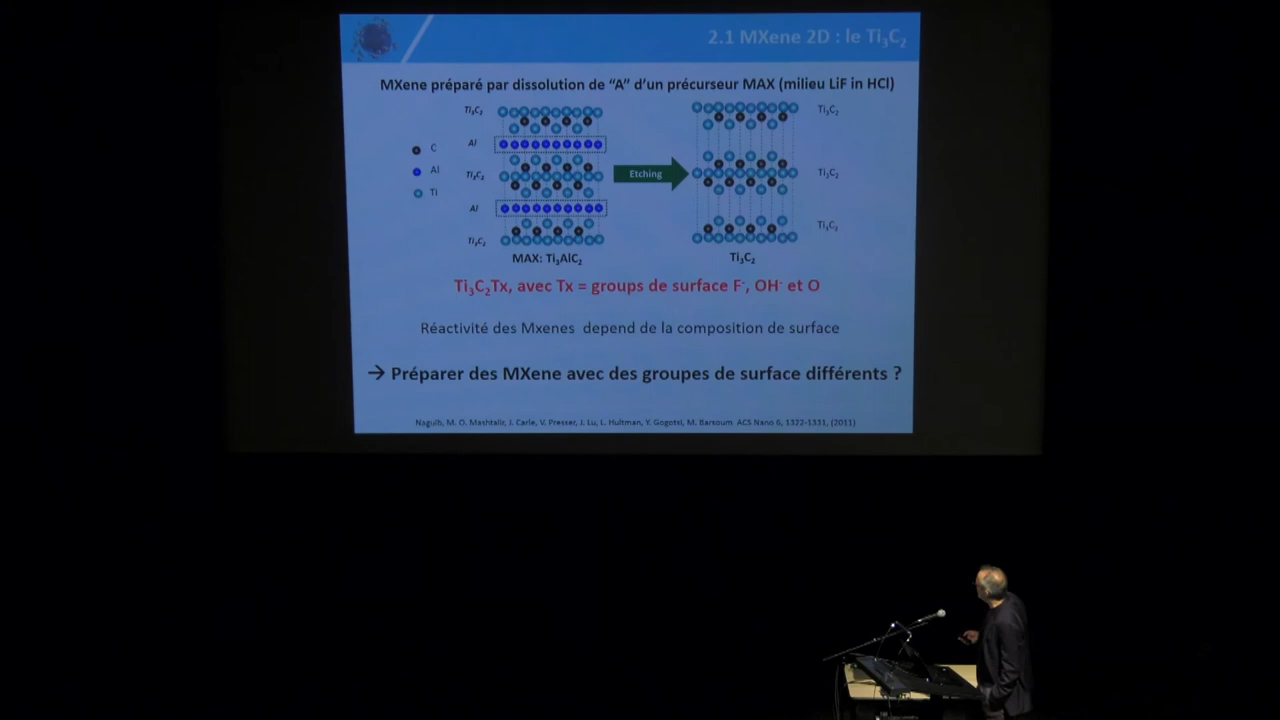 2.1 MXene 2D : le Ti₃C₂
MXene préparé par dissolution de “A” d’un précurseur MAX (milieu LiF in HCl)
Ti₃C₂
Al
Ti₃C₂
Al
Ti₃C₂
C
Al
Ti
MAX: Ti₃AlC₂
Etching
Ti₃C₂
Ti₃C₂
Ti₃C₂
Ti₃C₂
Ti₃C₂Tx, avec Tx = groups de surface F⁻, OH⁻ et O
Réactivité des Mxenes depend de la composition de surface
→ Préparer des MXene avec des groupes de surface différents ?
Naguib, M. O. Mashtalir, J. Carle, V. Presser, J. Lu, L. Hultman, Y. Gogotsi, M. Barsoum ACS Nano 6, 1322-1331, (2011)